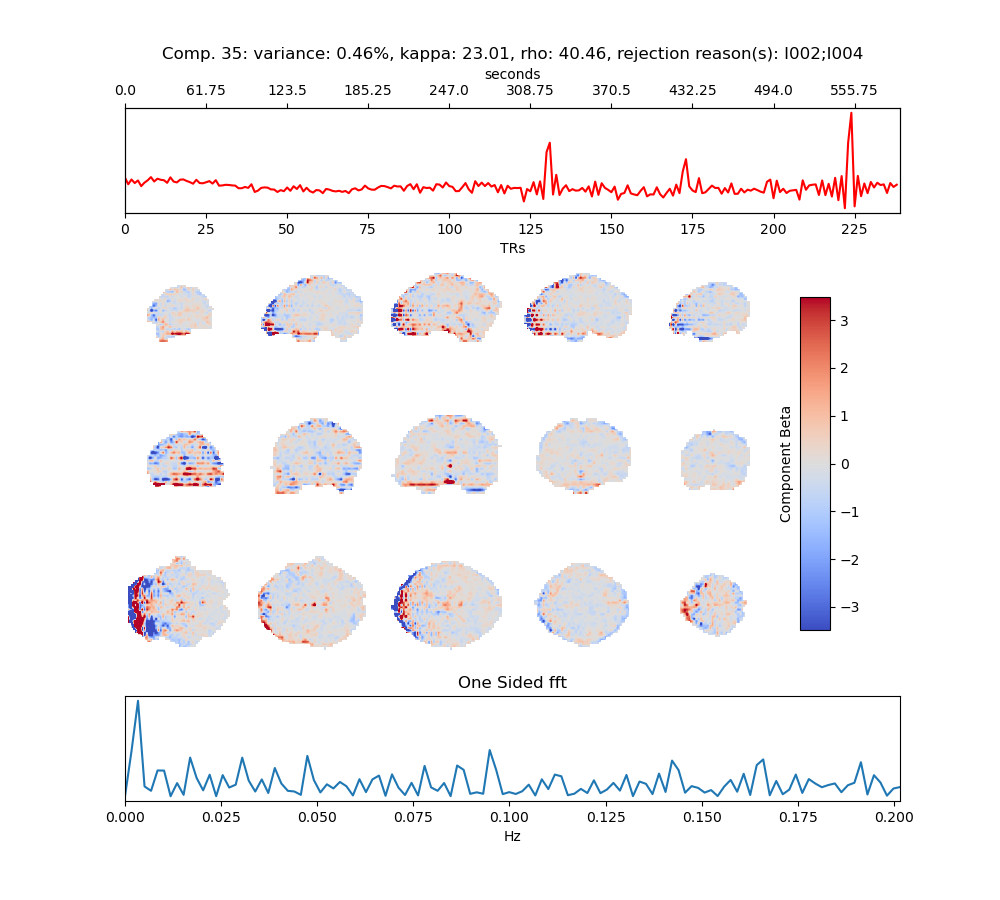 Comp. 35: variance: 0.46%, kappa: 23.01, rho: 40.46, rejection reason(s): I002;I004
seconds
0.0 61.75 123.5 185.25 247.0 308.75 370.5 432.25 494.0 555.75
0 25 50 75 100 125 150 175 200 225
TRs
3
2
1
0
−1
−2
−3
Component Beta
One Sided fft
0.000 0.025 0.050 0.075 0.100 0.125 0.150 0.175 0.200
Hz